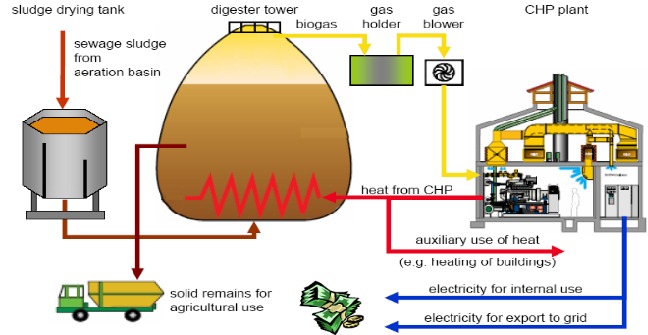 sludge drying tank
digester tower
biogas
gas
holder
gas
blower
CHP plant
sewage sludge
from
aeration basin
heat from CHP
auxiliary use of heat
(e.g. heating of buildings)
solid remains for
agricultural use
electricity for internal use
electricity for export to grid